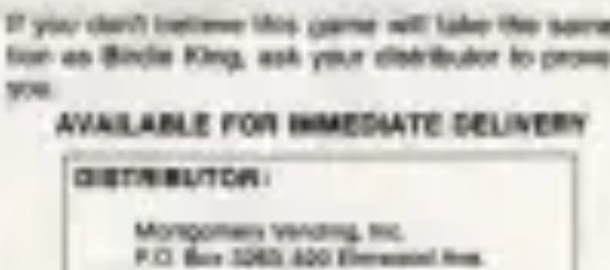 If you don't believe this game will take the same
tion as Birdie King, ask your distributor to prove
you.
AVAILABLE FOR IMMEDIATE DELIVERY
DISTRIBUTOR:
Montgomery Vending, Inc.
P.O. Box